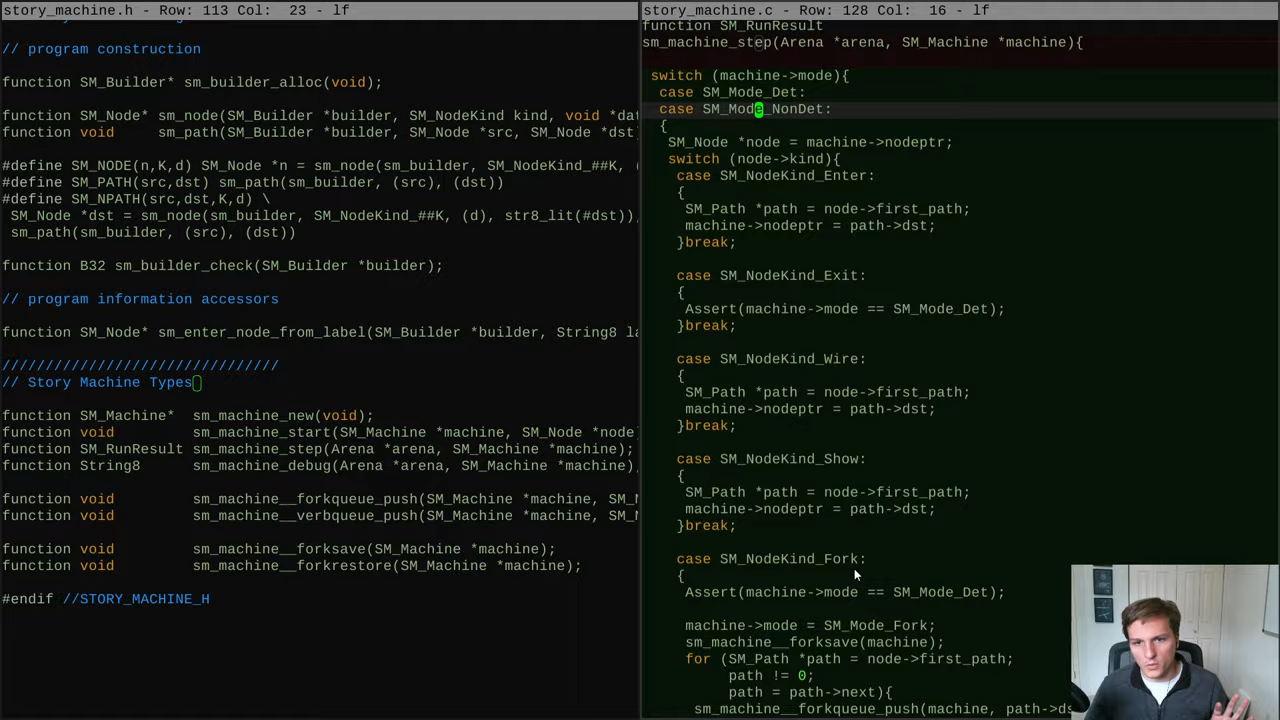 story_machine.h - Row: 113 Col:  23 - lf
// program construction
function SM_Builder* sm_builder_alloc(void);
function SM_Node* sm_node(SM_Builder *builder, SM_NodeKind kind, void *da
function void     sm_path(SM_Builder *builder, SM_Node *src, SM_Node *dst
#define SM_NODE(n,K,d) SM_Node *n = sm_node(sm_builder, SM_NodeKind_##K, (
#define SM_PATH(src,dst) sm_path(sm_builder, (src), (dst))
#define SM_NPATH(src,dst,K,d) \
SM_Node *dst = sm_node(sm_builder, SM_NodeKind_##K, (d), str8_lit(#dst)),
sm_path(sm_builder, (src), (dst))
function B32 sm_builder_check(SM_Builder *builder);
// program information accessors
function SM_Node* sm_enter_node_from_label(SM_Builder *builder, String8 la
////////////////////////////////
// Story Machine Types
function SM_Machine*  sm_machine_new(void);
function void         sm_machine_start(SM_Machine *machine, SM_Node *node)
function SM_RunResult sm_machine_step(Arena *arena, SM_Machine *machine);
function String8      sm_machine_debug(Arena *arena, SM_Machine *machine)
function void         sm_machine__forkqueue_push(SM_Machine *machine, SM_N
function void         sm_machine__verbqueue_push(SM_Machine *machine, SM_N
function void         sm_machine__forksave(SM_Machine *machine);
function void         sm_machine__forkrestore(SM_Machine *machine);
#endif //STORY_MACHINE_H
story_machine.c - Row: 128 Col:  16 - lf
function SM_RunResult
sm_machine_step(Arena *arena, SM_Machine *machine){
switch (machine->mode){
case SM_Mode_Det:
case SM_Mode_NonDet:
{
SM_Node *node = machine->nodeptr;
switch (node->kind){
case SM_NodeKind_Enter:
{
SM_Path *path = node->first_path;
machine->nodeptr = path->dst;
}break;
case SM_NodeKind_Exit:
{
Assert(machine->mode == SM_Mode_Det);
}break;
case SM_NodeKind_Wire:
{
SM_Path *path = node->first_path;
machine->nodeptr = path->dst;
}break;
case SM_NodeKind_Show:
{
SM_Path *path = node->first_path;
machine->nodeptr = path->dst;
}break;
case SM_NodeKind_Fork:
{
Assert(machine->mode == SM_Mode_Det);
machine->mode = SM_Mode_Fork;
sm_machine__forksave(machine);
for (SM_Path *path = node->first_path;
path != 0;
path = path->next){
sm_machine__forkqueue_push(machine, path->ds